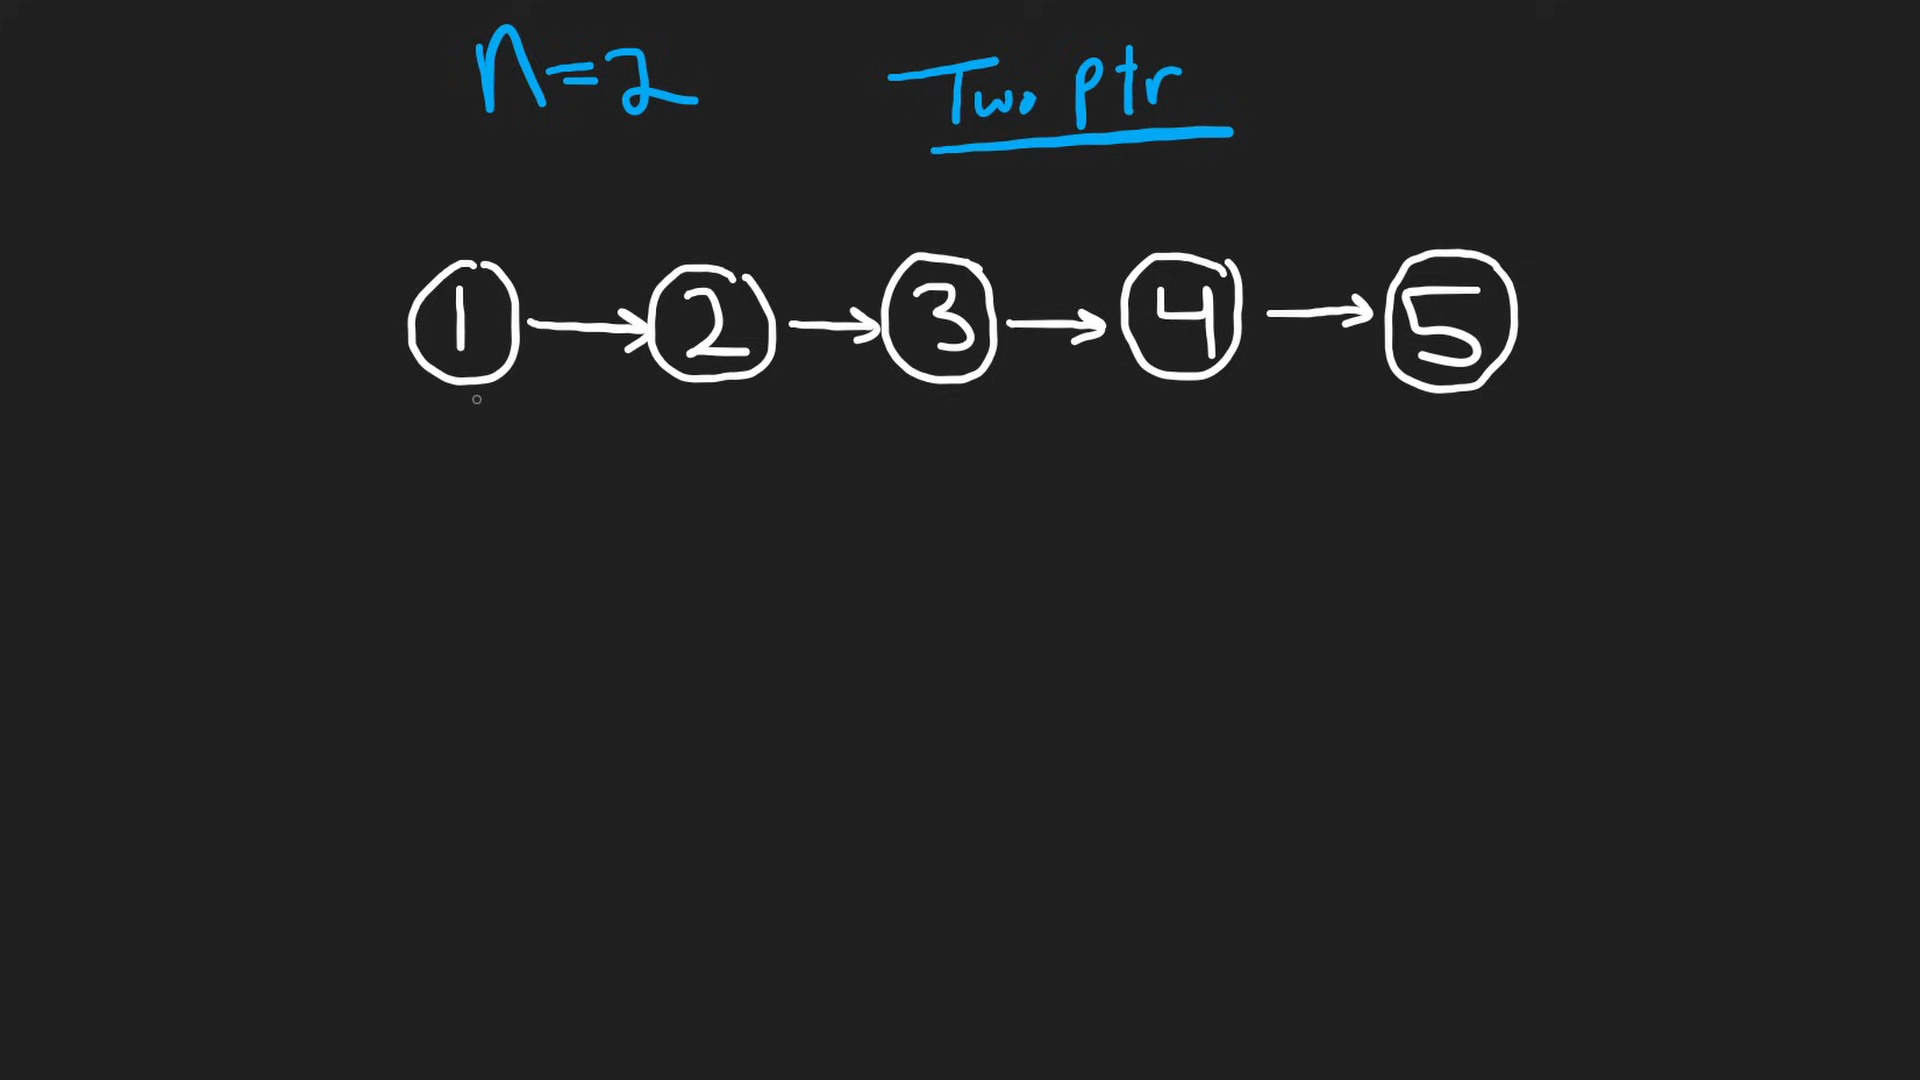 n=2 Two ptr
1 → 2 → 3 → 4 → 5